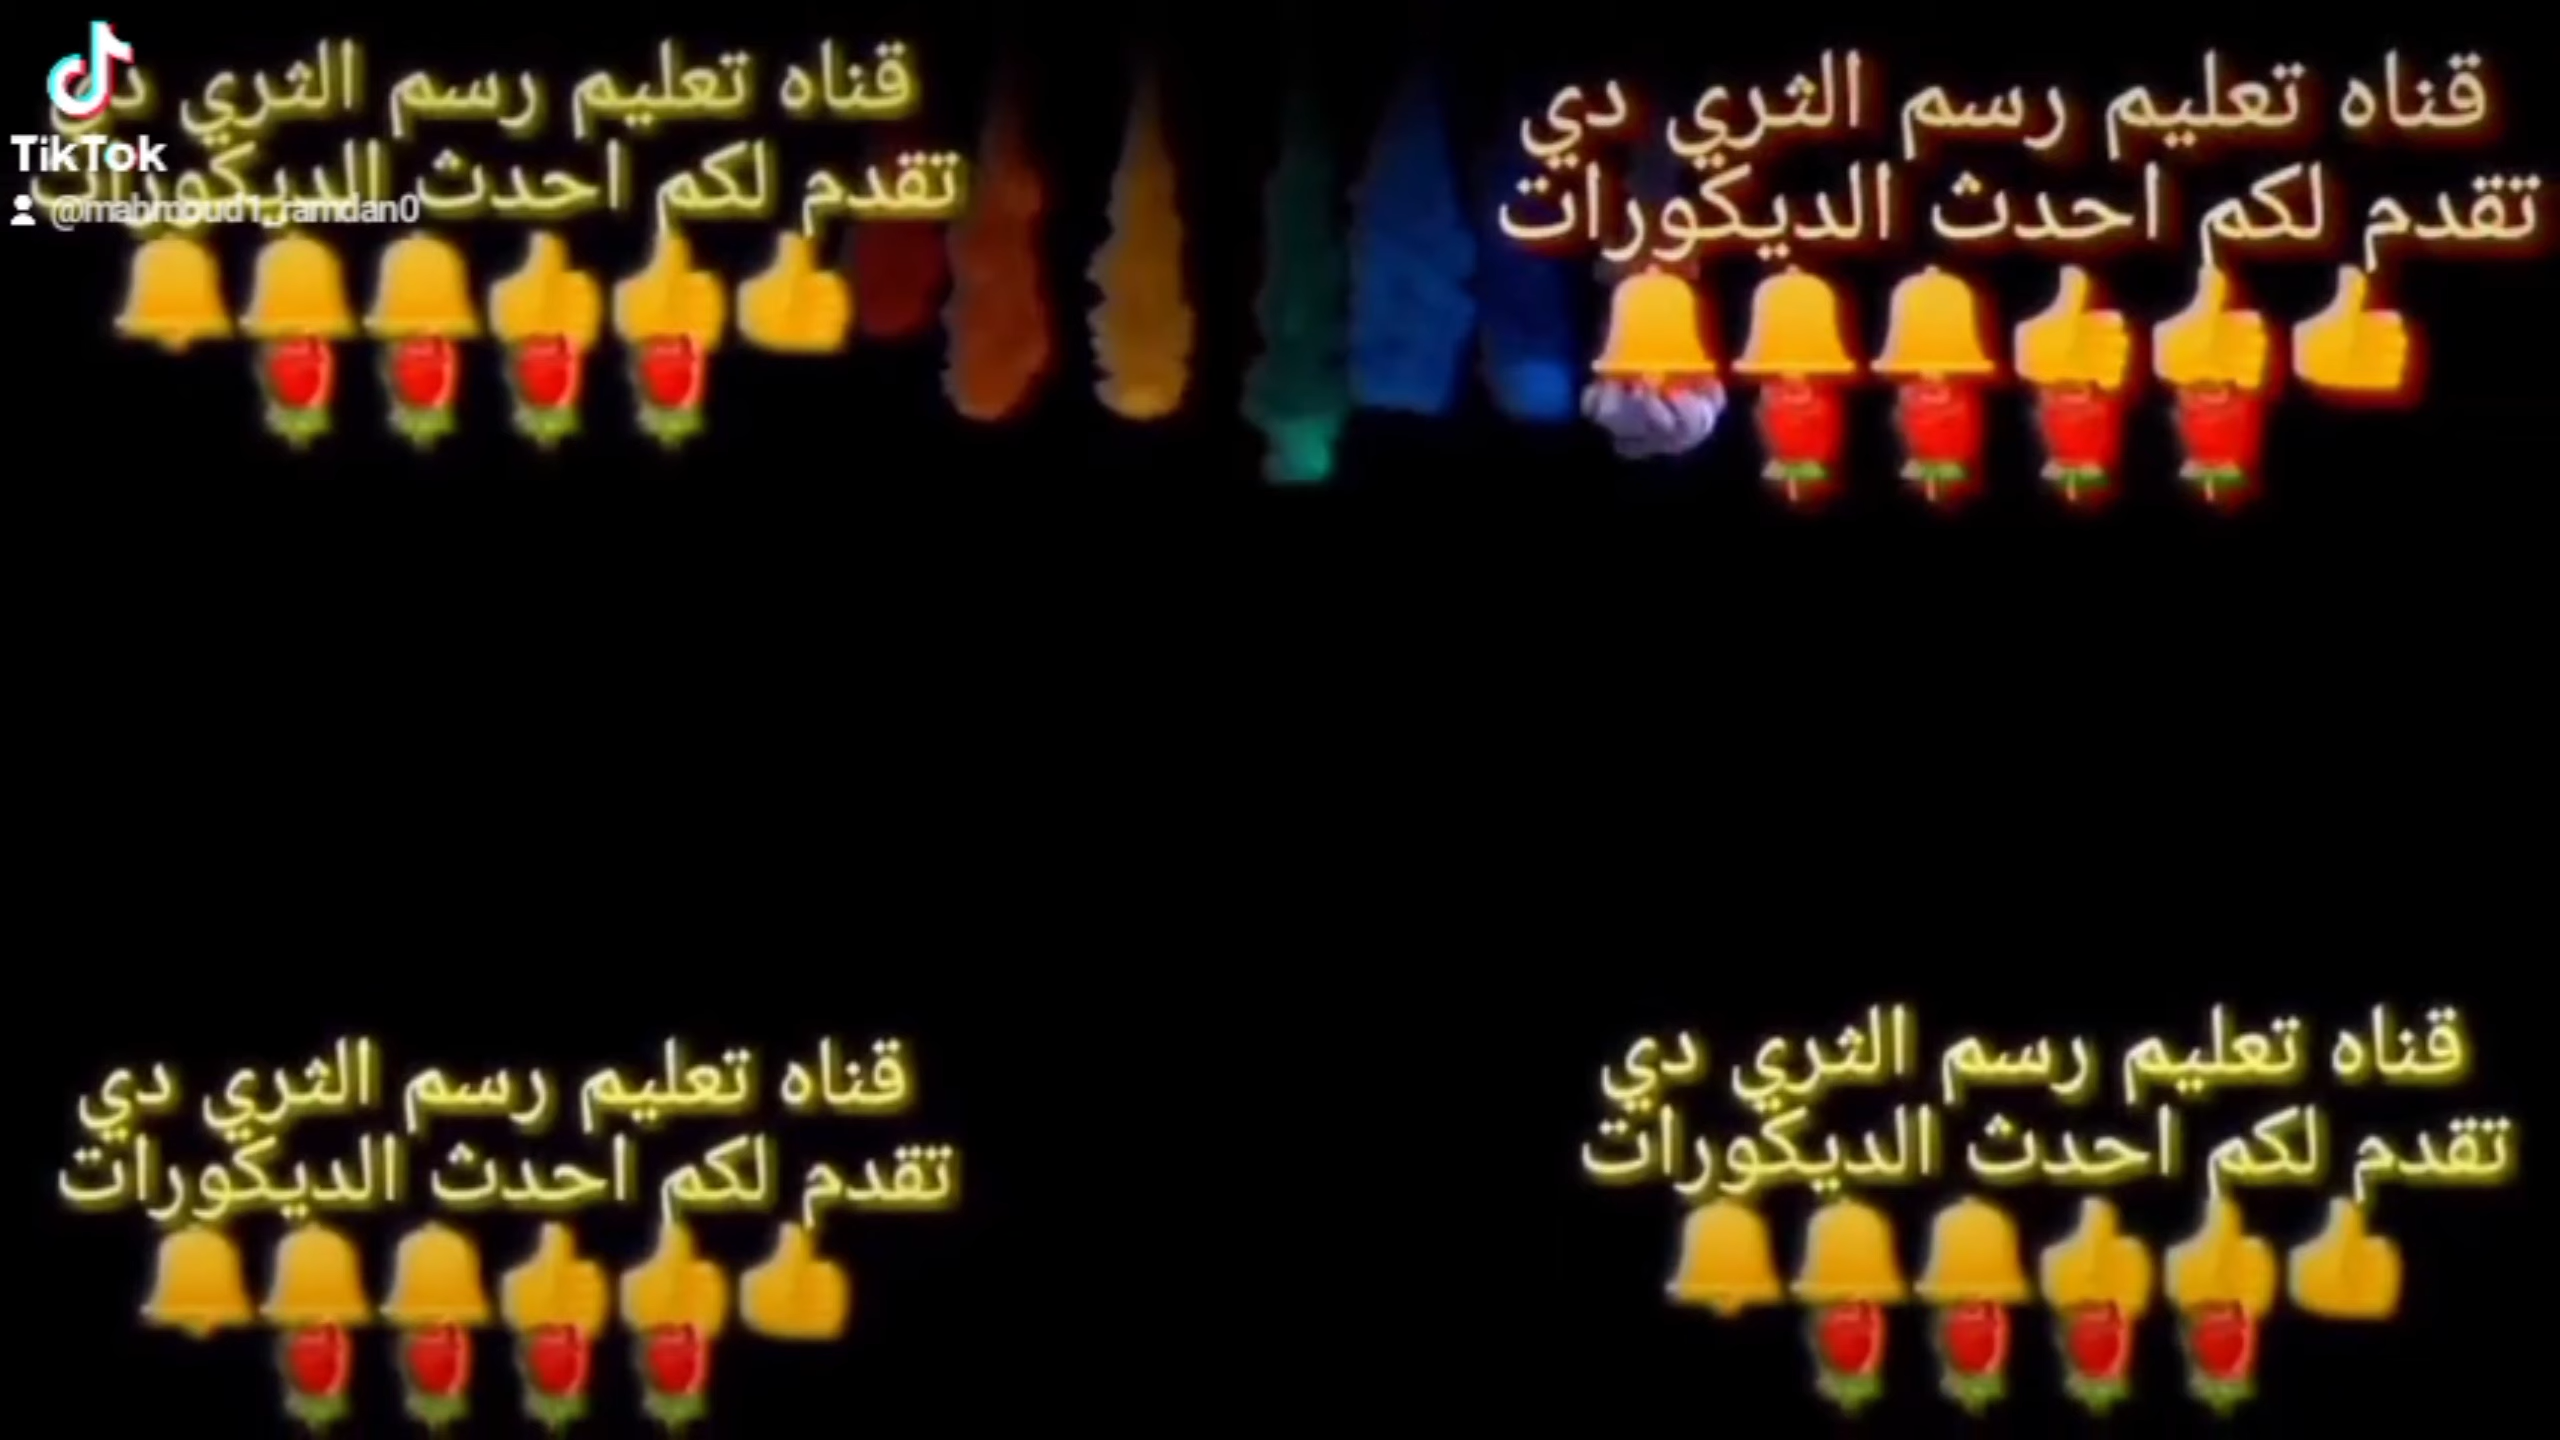 TikTok
@mahmoud1_ramdan0
قناه تعليم رسم الثري دي
تقدم لكم احدث الديكورات
قناه تعليم رسم الثري دي
تقدم لكم احدث الديكورات
قناه تعليم رسم الثري دي
تقدم لكم احدث الديكورات
قناه تعليم رسم الثري دي
تقدم لكم احدث الديكورات